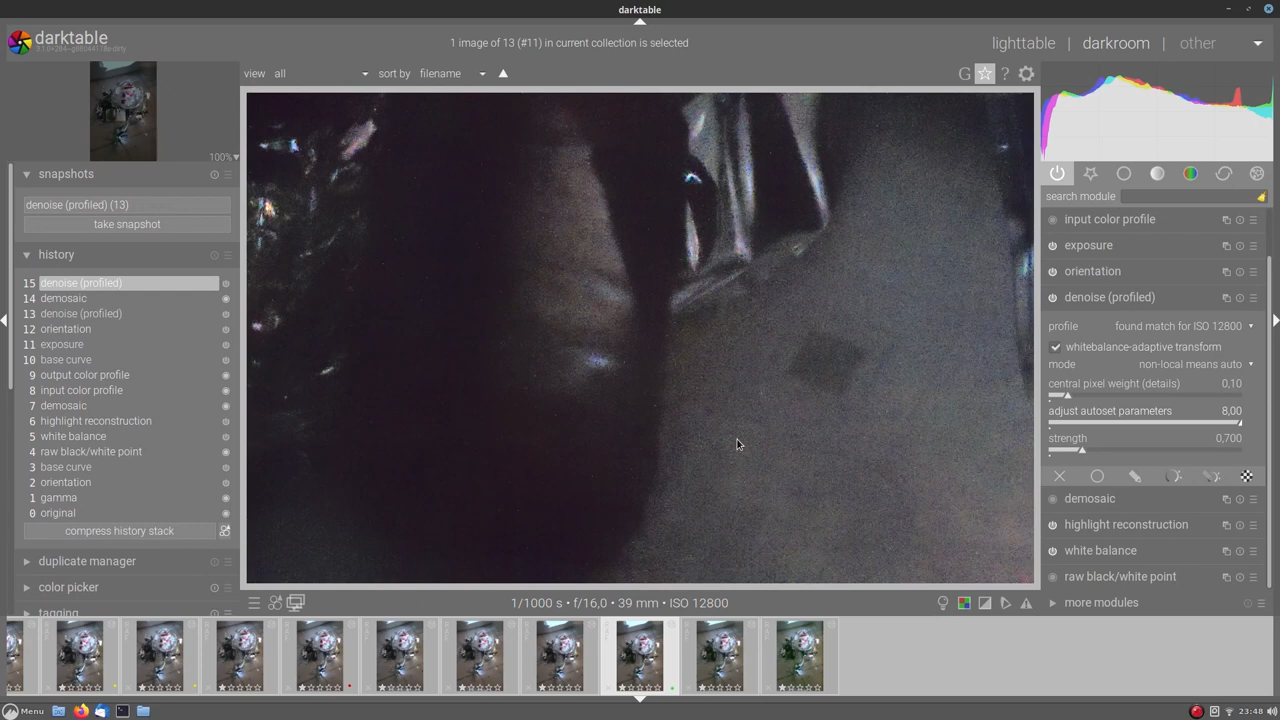 darktable
darktable
1 image of 13 (#11) in current collection is selected
lighttable | darkroom | other
view all sort by filename
G ?
100%
snapshots
denoise (profiled) (13)
take snapshot
history
15 denoise (profiled)
14 demosaic
13 denoise (profiled)
12 orientation
11 exposure
10 base curve
9 output color profile
8 input color profile
7 demosaic
6 highlight reconstruction
5 white balance
4 raw black/white point
3 base curve
2 orientation
1 gamma
0 original
compress history stack
duplicate manager
color picker
tagging
search module
input color profile
exposure
orientation
denoise (profiled)
profile found match for ISO 12800
whitebalance-adaptive transform
mode non-local means auto
central pixel weight (details) 0,10
adjust autoset parameters 8,00
strength 0,700
demosaic
highlight reconstruction
white balance
raw black/white point
more modules
1/1000 s • f/16,0 • 39 mm • ISO 12800
Menu
23:48